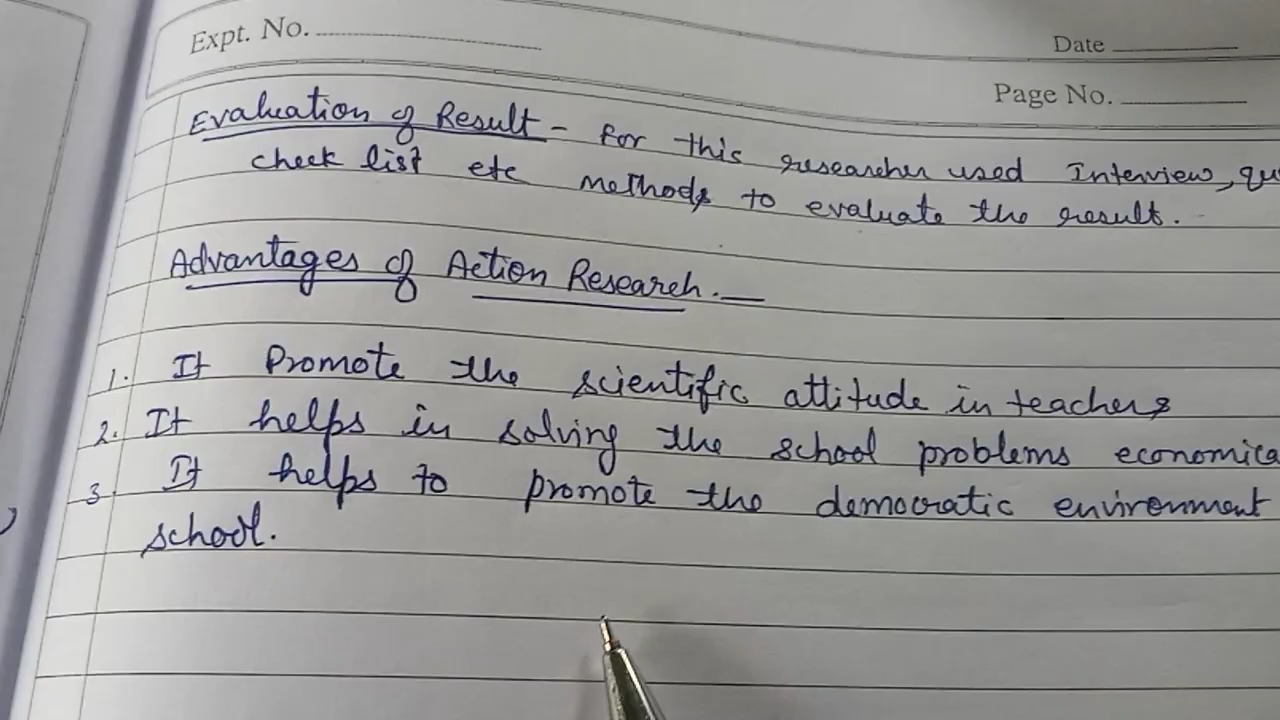 Expt. No.
Date
Page No.
Evaluation of Result - For this researcher used Interview,
check list etc methods to evaluate the result.
Advantages of Action Research. —
1. It Promote the scientific attitude in teachers
2. It helps in solving the school problems economica
3. It helps to promote the democratic environment
school.